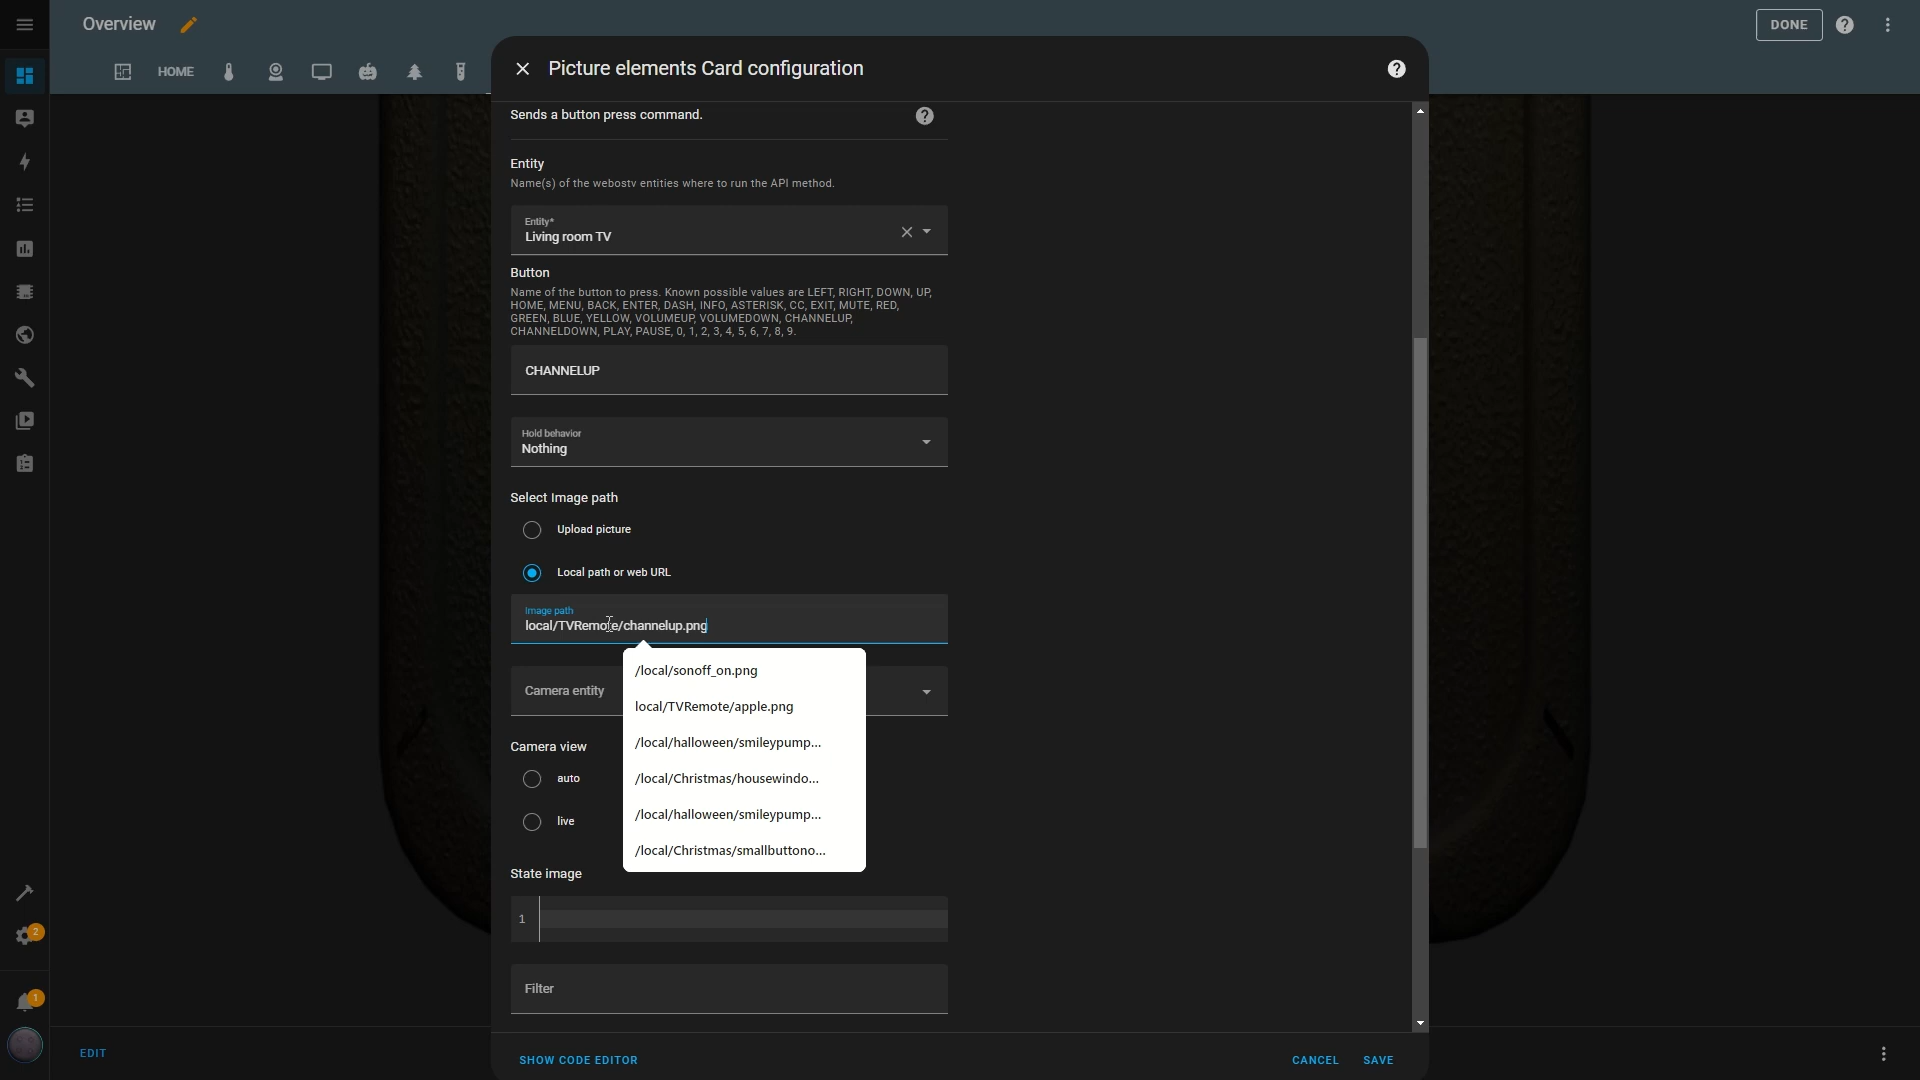 Overview
DONE
HOME
Picture elements Card configuration
Sends a button press command.
Entity
Name(s) of the webostv entities where to run the API method.
Entity*
Living room TV
Button
Name of the button to press. Known possible values are LEFT, RIGHT, DOWN, UP,
HOME, MENU, BACK, ENTER, DASH, INFO, ASTERISK, CC, EXIT, MUTE, RED,
GREEN, BLUE, YELLOW, VOLUMEUP, VOLUMEDOWN, CHANNELUP,
CHANNELDOWN, PLAY, PAUSE, 0, 1, 2, 3, 4, 5, 6, 7, 8, 9.
CHANNELUP
Hold behavior
Nothing
Select Image path
Upload picture
Local path or web URL
Image path
local/TVRemote/channelup.png
/local/sonoff_on.png
Camera entity
local/TVRemote/apple.png
/local/halloween/smileypump...
Camera view
auto
/local/Christmas/housewindo...
live
/local/halloween/smileypump...
/local/Christmas/smallbuttono...
State image
1
2
Filter
1
EDIT
SHOW CODE EDITOR
CANCEL
SAVE